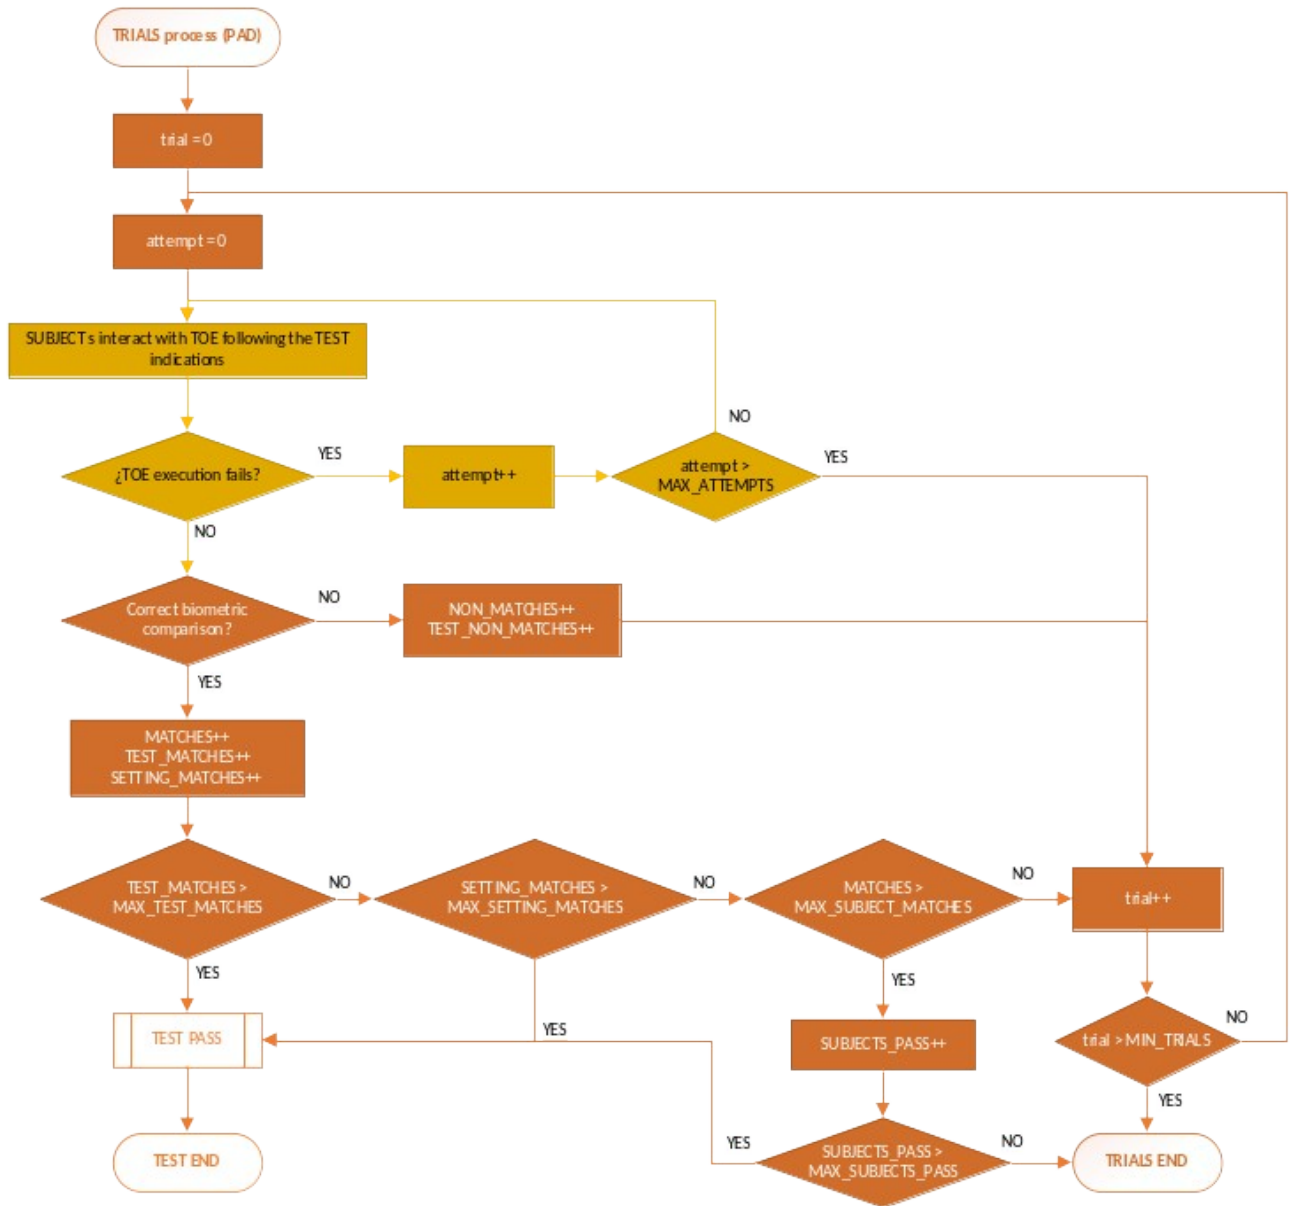 TRIALS process (PAD)
trial =0
attempt =0
SUBJECTs interact with TOE following the TEST
indications
NO
¿TOE execution fails?
YES
attempt++
attempt >
MAX_ATTEMPTS
YES
NO
Correct biometric
comparison?
NO
NON_MATCHES++
TEST_NON_MATCHES++
YES
MATCHES++
TEST_MATCHES++
SETTING_MATCHES++
TEST_MATCHES >
MAX_TEST_MATCHES
NO
SETTING_MATCHES >
MAX_SETTING_MATCHES
NO
MATCHES >
MAX_SUBJECT_MATCHES
NO
trial++
YES
YES
TEST PASS
YES
SUBJECTS_PASS++
trial > MIN_TRIALS
NO
YES
TEST END
YES
SUBJECTS_PASS >
MAX_SUBJECTS_PASS
NO
TRIALS END